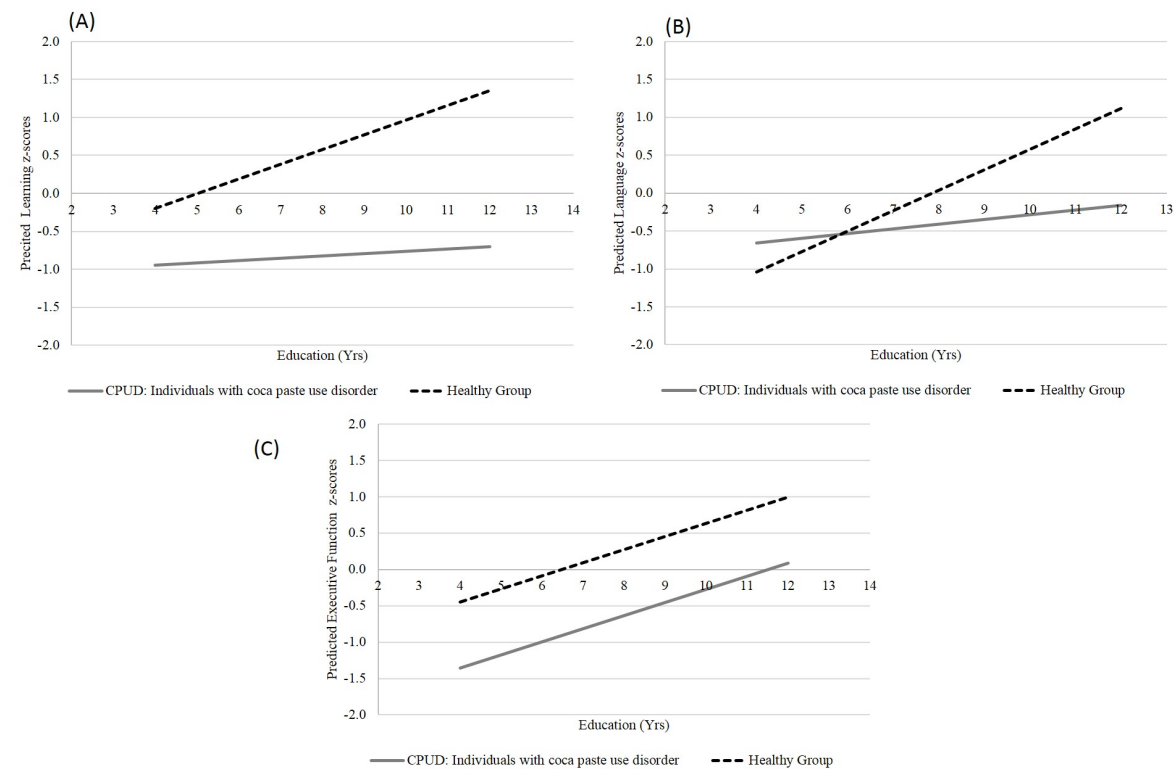 (A)
2.0
1.5
1.0
0.5
0.0
-0.5
-1.0
-1.5
-2.0
2 3 4 5 6 7 8 9 10 11 12 13 14
Precited Learning z-scores
Education (Yrs)
CPUD: Individuals with coca paste use disorder Healthy Group
(B)
2.0
1.5
1.0
0.5
0.0
-0.5
-1.0
-1.5
-2.0
2 3 4 5 6 7 8 9 10 11 12 13
Predicted Language z-scores
Education (Yrs)
CPUD: Individuals with coca paste use disorder Healthy Group
(C)
2.0
1.5
1.0
0.5
0.0
-0.5
-1.0
-1.5
-2.0
2 3 4 5 6 7 8 9 10 11 12 13 14
Predicted Executive Function z-scores
Education (Yrs)
CPUD: Individuals with coca paste use disorder Healthy Group